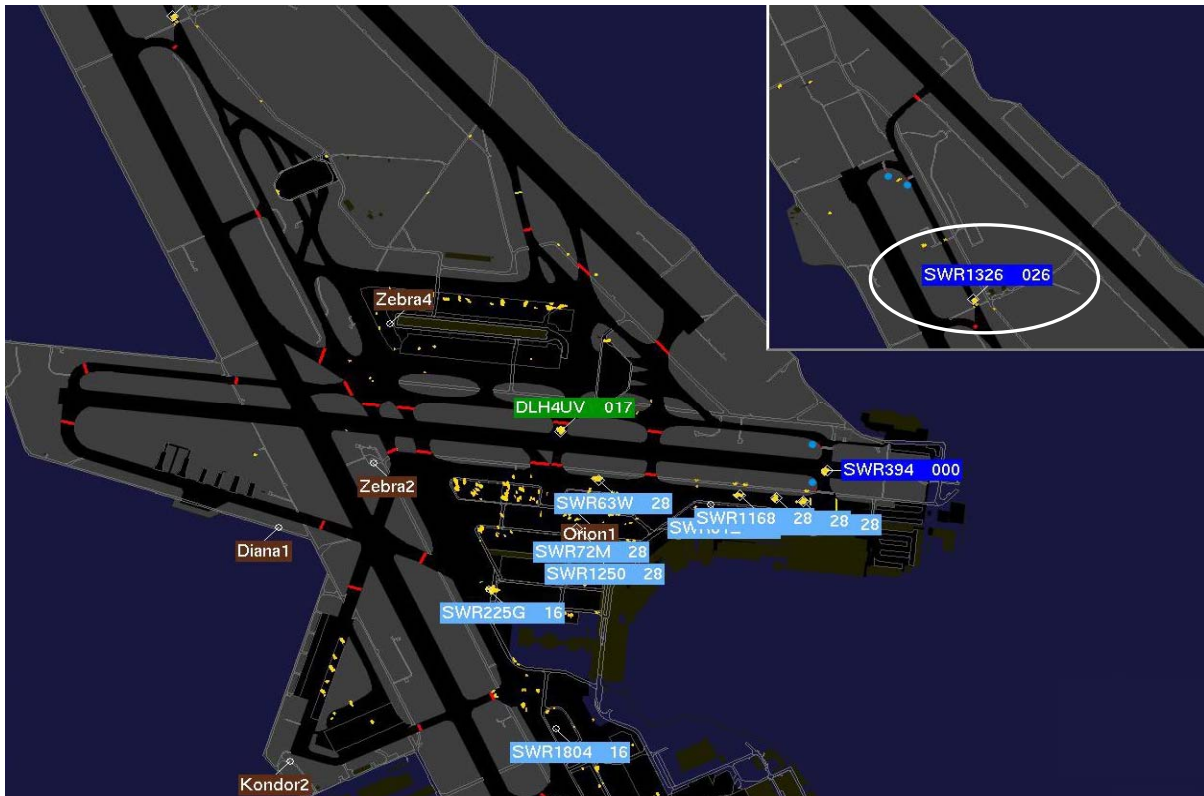 SWR1326 026
Zebra4
DLH4UV 017
Zebra2
SWR394 000
SWR63W 28
SWR1168 28 28 28
Diana1
Orion1
SWR72M 28
SWR1250 28
SWR225G 16
SWR1804 16
Kondor2